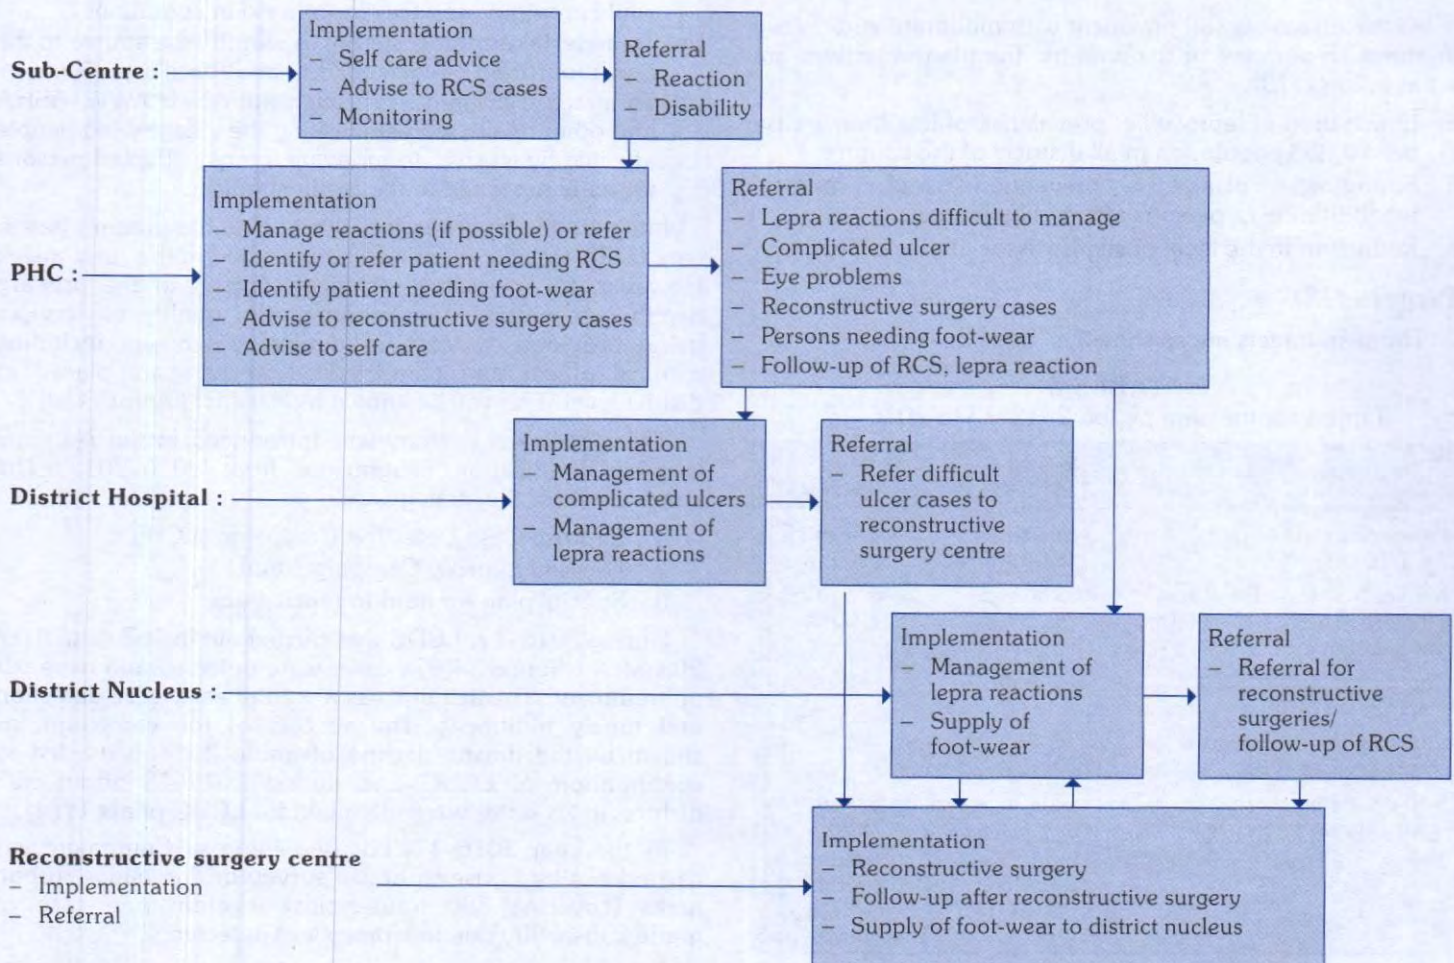 Sub-Centre :
Implementation
– Self care advice
– Advise to RCS cases
– Monitoring
Referral
– Reaction
– Disability
PHC :
Implementation
– Manage reactions (if possible) or refer
– Identify or refer patient needing RCS
– Identify patient needing foot-wear
– Advise to reconstructive surgery cases
– Advise to self care
Referral
– Lepra reactions difficult to manage
– Complicated ulcer
– Eye problems
– Reconstructive surgery cases
– Persons needing foot-wear
– Follow-up of RCS, lepra reaction
District Hospital :
Implementation
– Management of
complicated ulcers
– Management of
lepra reactions
Referral
– Refer difficult
ulcer cases to
reconstructive
surgery centre
District Nucleus :
Implementation
– Management of
lepra reactions
– Supply of
foot-wear
Referral
– Referral for
reconstructive
surgeries/
follow-up of RCS
Reconstructive surgery centre
– Implementation
– Referral
Implementation
– Reconstructive surgery
– Follow-up after reconstructive surgery
– Supply of foot-wear to district nucleus